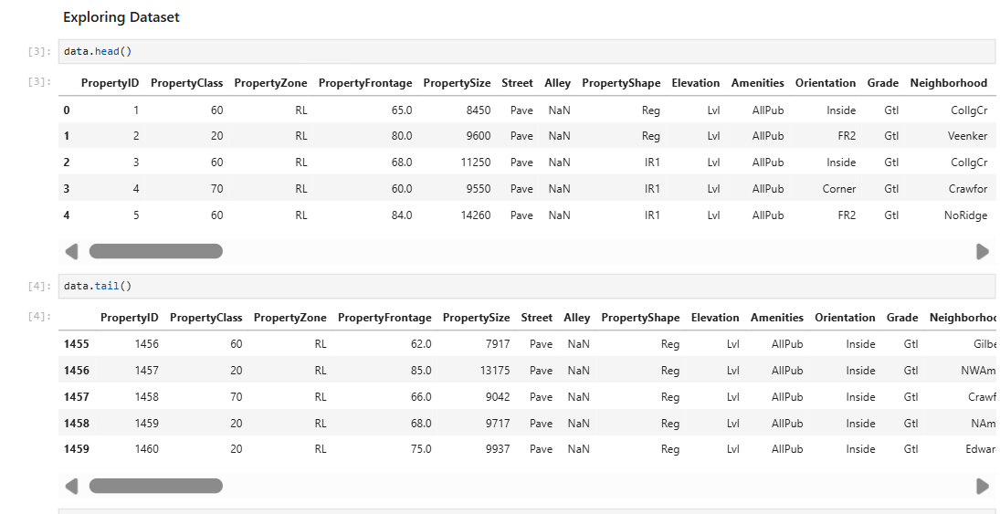 Exploring Dataset
[3]: data.head()
[3]: PropertyID PropertyClass PropertyZone PropertyFrontage PropertySize Street Alley PropertyShape Elevation Amenities Orientation Grade Neighborhood
0 1 60 RL 65.0 8450 Pave NaN Reg Lvl AllPub Inside Gtl CollgCr
1 2 20 RL 80.0 9600 Pave NaN Reg Lvl AllPub FR2 Gtl Veenker
2 3 60 RL 68.0 11250 Pave NaN IR1 Lvl AllPub Inside Gtl CollgCr
3 4 70 RL 60.0 9550 Pave NaN IR1 Lvl AllPub Corner Gtl Crawfor
4 5 60 RL 84.0 14260 Pave NaN IR1 Lvl AllPub FR2 Gtl NoRidge
[4]: data.tail()
[4]: PropertyID PropertyClass PropertyZone PropertyFrontage PropertySize Street Alley PropertyShape Elevation Amenities Orientation Grade Neighborhoo
1455 1456 60 RL 62.0 7917 Pave NaN Reg Lvl AllPub Inside Gtl Gilbe
1456 1457 20 RL 85.0 13175 Pave NaN Reg Lvl AllPub Inside Gtl NWAm
1457 1458 70 RL 66.0 9042 Pave NaN Reg Lvl AllPub Inside Gtl Crawf
1458 1459 20 RL 68.0 9717 Pave NaN Reg Lvl AllPub Inside Gtl NAm
1459 1460 20 RL 75.0 9937 Pave NaN Reg Lvl AllPub Inside Gtl Edwar